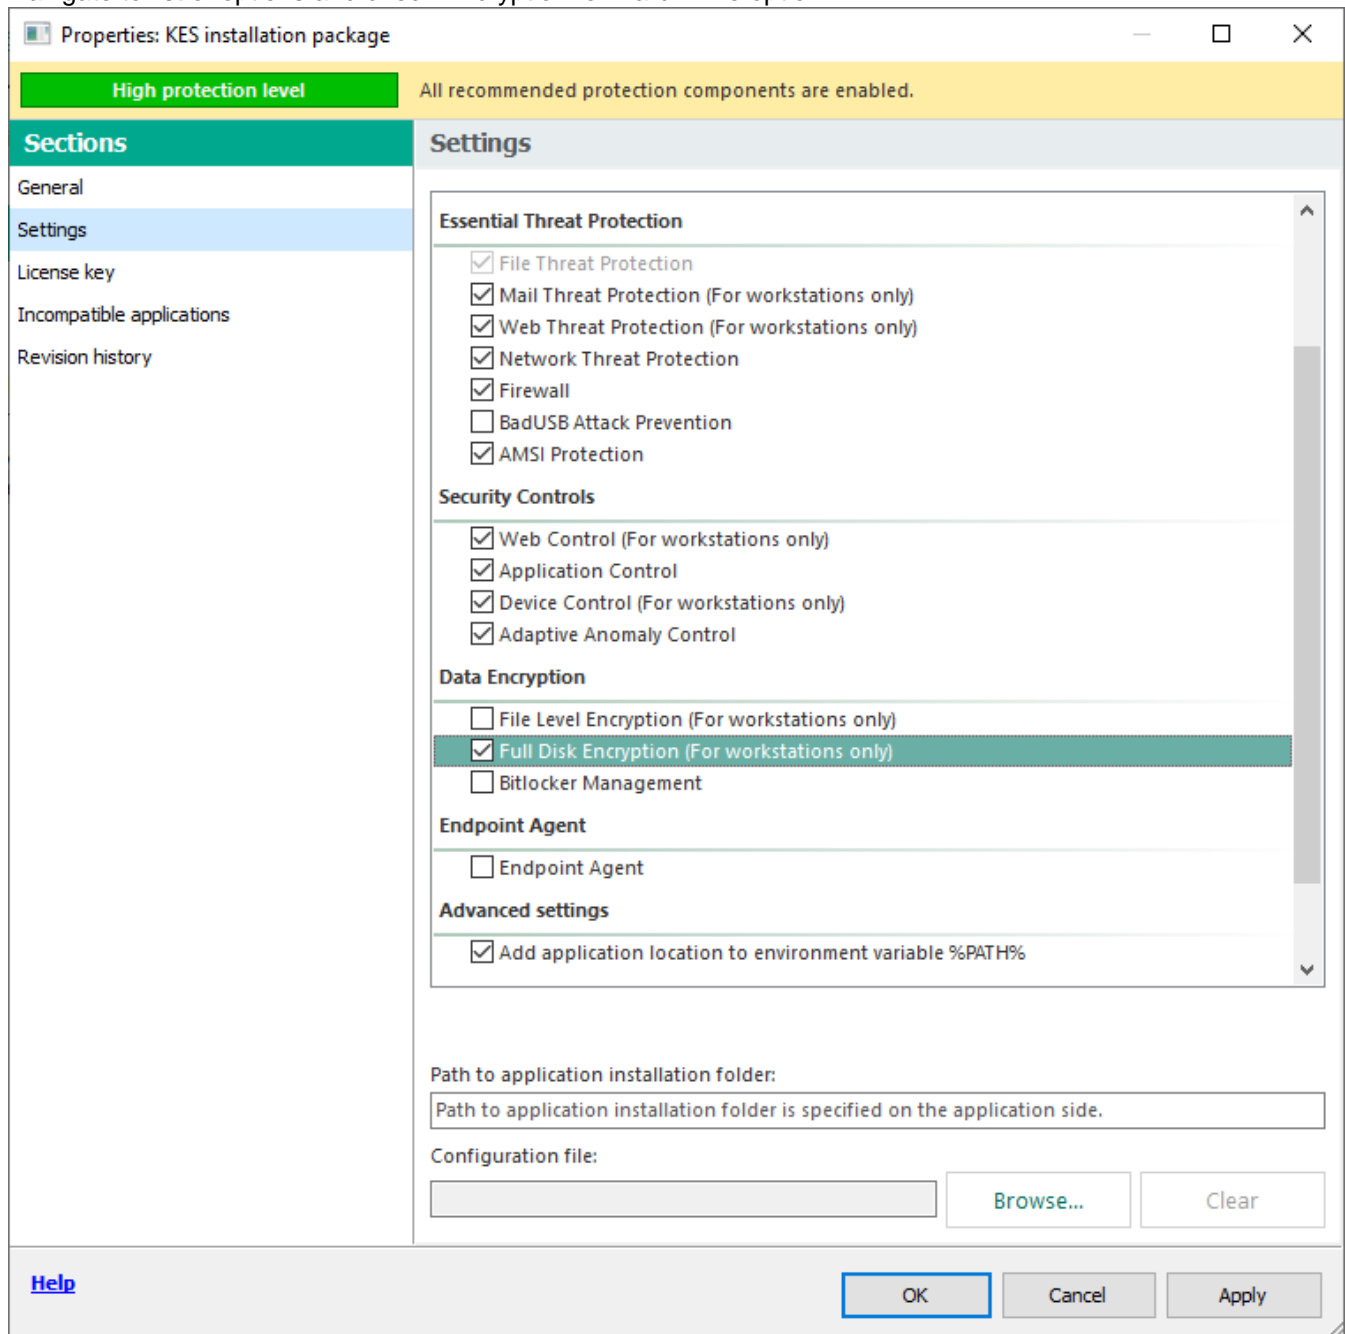 Properties: KES installation package
High protection level
All recommended protection components are enabled.
Sections
General
Settings
License key
Incompatible applications
Revision history
Settings
Essential Threat Protection
File Threat Protection
Mail Threat Protection (For workstations only)
Web Threat Protection (For workstations only)
Network Threat Protection
Firewall
BadUSB Attack Prevention
AMSI Protection
Security Controls
Web Control (For workstations only)
Application Control
Device Control (For workstations only)
Adaptive Anomaly Control
Data Encryption
File Level Encryption (For workstations only)
Full Disk Encryption (For workstations only)
Bitlocker Management
Endpoint Agent
Endpoint Agent
Advanced settings
Add application location to environment variable %PATH%
Path to application installation folder:
Path to application installation folder is specified on the application side.
Configuration file:
Browse...
Clear
Help
OK
Cancel
Apply